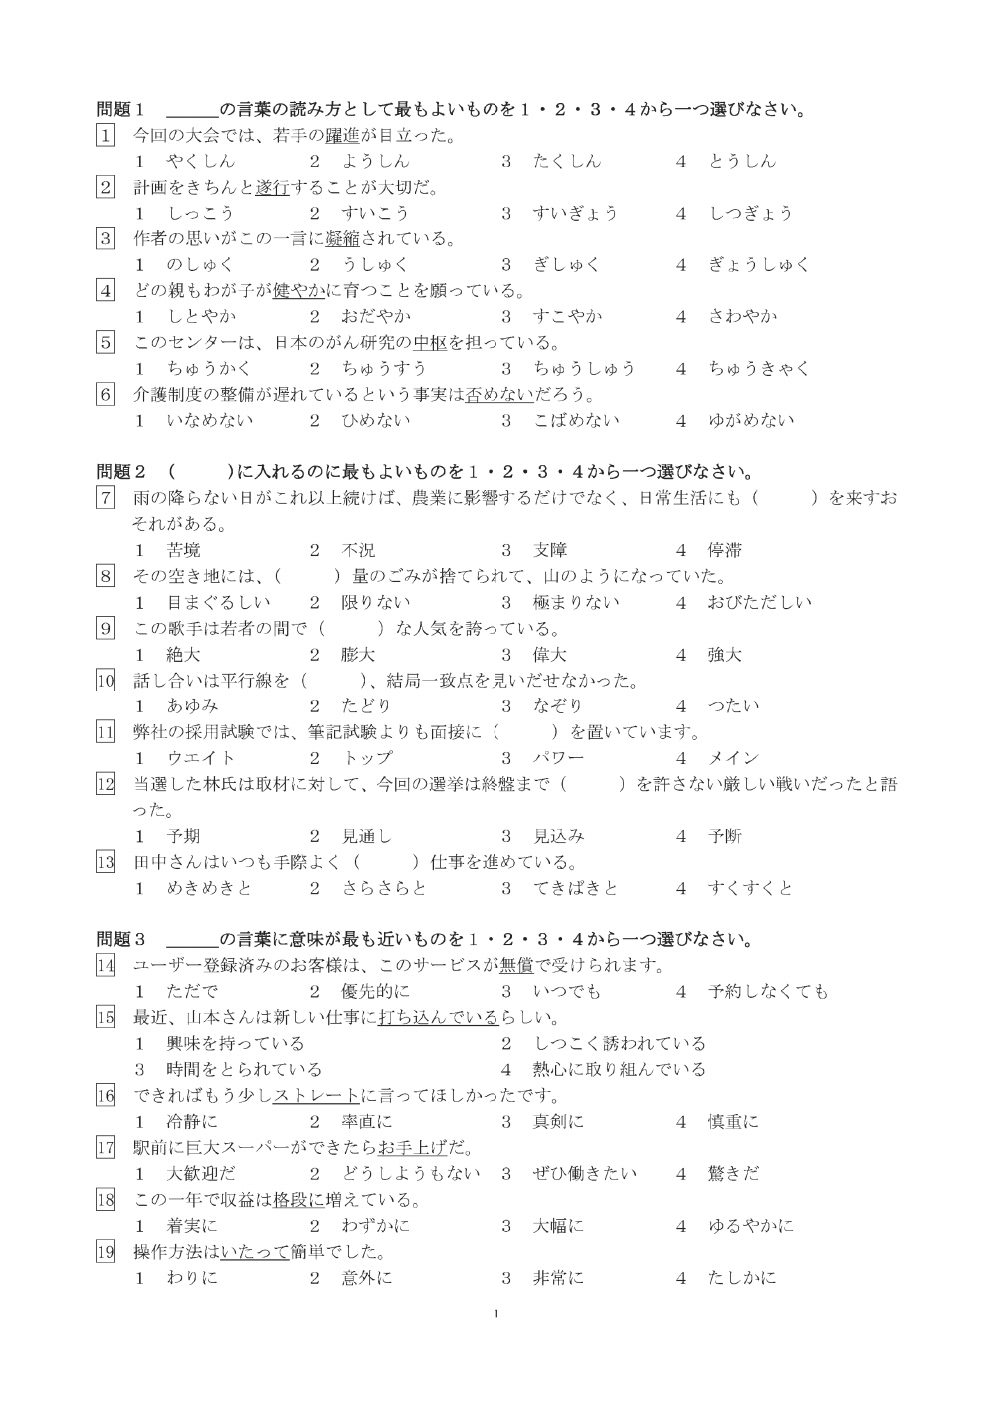 問題1　＿＿＿の言葉の読み方として最もよいものを1・2・3・4から一つ選びなさい。
1　今回の大会では、若手の躍進が目立った。
1　やくしん　2　ようしん　3　たくしん　4　とうしん
2　計画をきちんと遂行することが大切だ。
1　しっこう　2　すいこう　3　すいぎょう　4　しつぎょう
3　作者の思いがこの一言に凝縮されている。
1　のしゅく　2　うしゅく　3　ぎしゅく　4　ぎょうしゅく
4　どの親もわが子が健やかに育つことを願っている。
1　しとやか　2　おだやか　3　すこやか　4　さわやか
5　このセンターは、日本のがん研究の中枢を担っている。
1　ちゅうかく　2　ちゅうすう　3　ちゅうしゅう　4　ちゅうきゃく
6　介護制度の整備が遅れているという事実は否めないだろう。
1　いなめない　2　ひめない　3　こばめない　4　ゆがめない
問題2　（　　　)に入れるのに最もよいものを1・2・3・4から一つ選びなさい。
7　雨の降らない日がこれ以上続けば、農業に影響するだけでなく、日常生活にも（　　　）を来すお
それがある。
1　苦境　2　不況　3　支障　4　停滞
8　その空き地には、（　　　）量のごみが捨てられて、山のようになっていた。
1　目まぐるしい　2　限りない　3　極まりない　4　おびただしい
9　この歌手は若者の間で（　　　）な人気を誇っている。
1　絶大　2　膨大　3　偉大　4　強大
10　話し合いは平行線を（　　　）、結局一致点を見いだせなかった。
1　あゆみ　2　たどり　3　なぞり　4　つたい
11　弊社の採用試験では、筆記試験よりも面接に（　　　）を置いています。
1　ウエイト　2　トップ　3　パワー　4　メイン
12　当選した林氏は取材に対して、今回の選挙は終盤まで（　　　）を許さない厳しい戦いだったと語
った。
1　予期　2　見通し　3　見込み　4　予断
13　田中さんはいつも手際よく（　　　）仕事を進めている。
1　めきめきと　2　さらさらと　3　てきぱきと　4　すくすくと
問題3　＿＿＿の言葉に意味が最も近いものを1・2・3・4から一つ選びなさい。
14　ユーザー登録済みのお客様は、このサービスが無償で受けられます。
1　ただで　2　優先的に　3　いつでも　4　予約しなくても
15　最近、山本さんは新しい仕事に打ち込んでいるらしい。
1　興味を持っている　2　しつこく誘われている
3　時間をとられている　4　熱心に取り組んでいる
16　できればもう少しストレートに言ってほしかったです。
1　冷静に　2　率直に　3　真剣に　4　慎重に
17　駅前に巨大スーパーができたらお手上げだ。
1　大歓迎だ　2　どうしようもない　3　ぜひ働きたい　4　驚きだ
18　この一年で収益は格段に増えている。
1　着実に　2　わずかに　3　大幅に　4　ゆるやかに
19　操作方法はいたって簡単でした。
1　わりに　2　意外に　3　非常に　4　たしかに
1